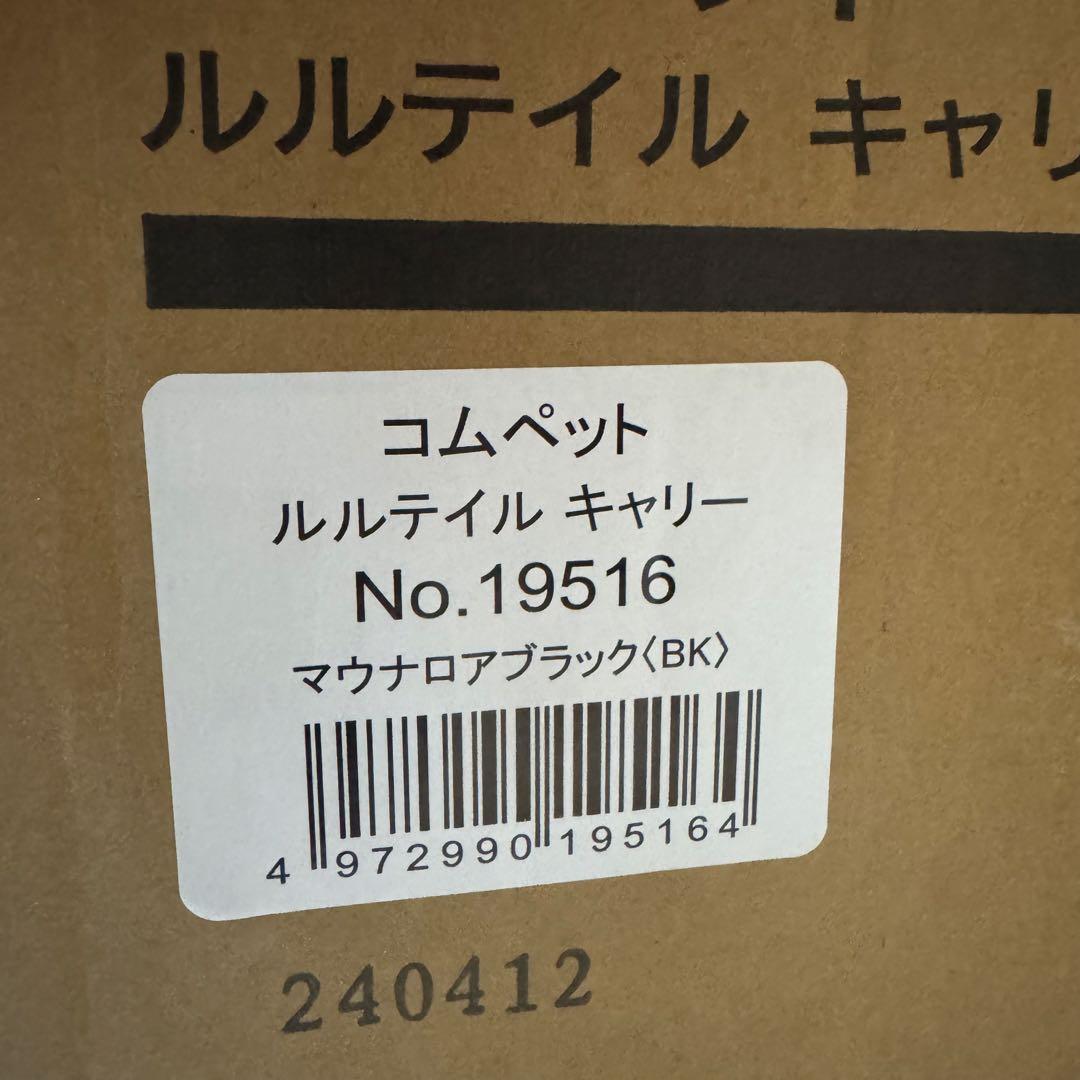 ルルテイル キャリ
コムペット
ルルテイル キャリー
No.19516
マウナロアブラック〈BK〉
4 972990 195164
240412